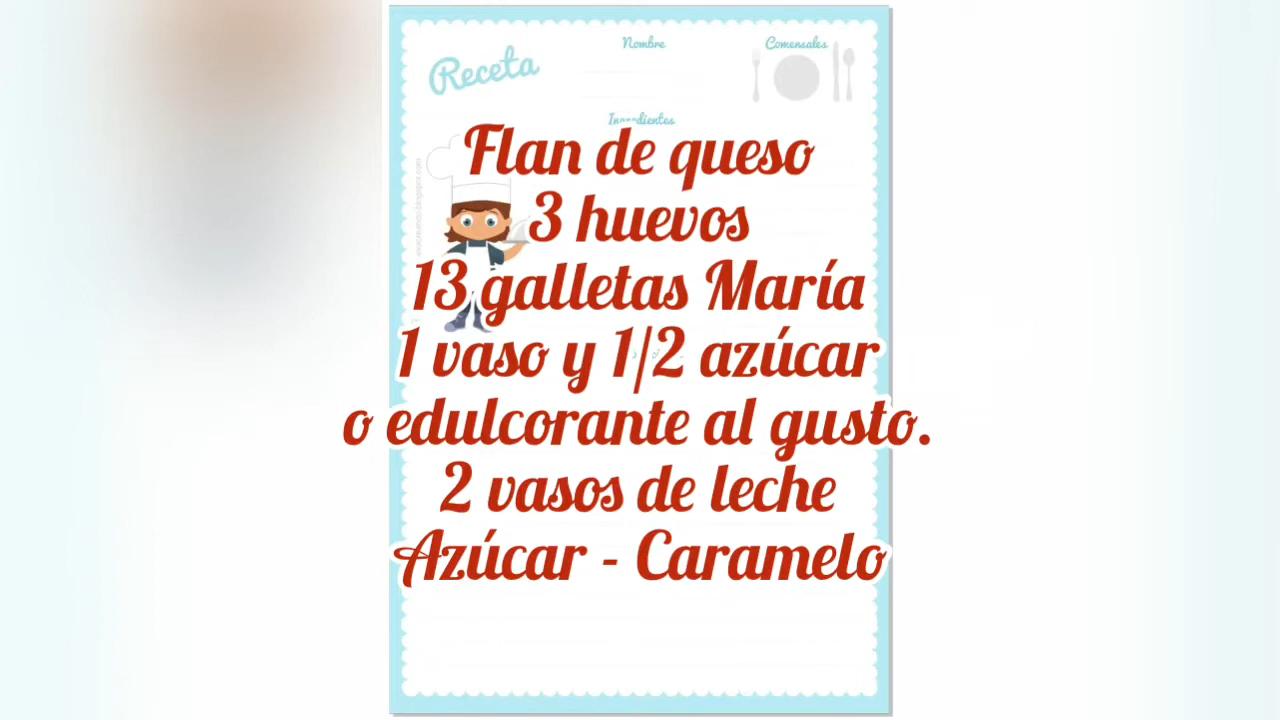 Receta
Nombre
Comensales
Ingredientes
Flan de queso
3 huevos
13 galletas María
1 vaso y 1/2 azúcar
o edulcorante al gusto.
2 vasos de leche
Azúcar - Caramelo